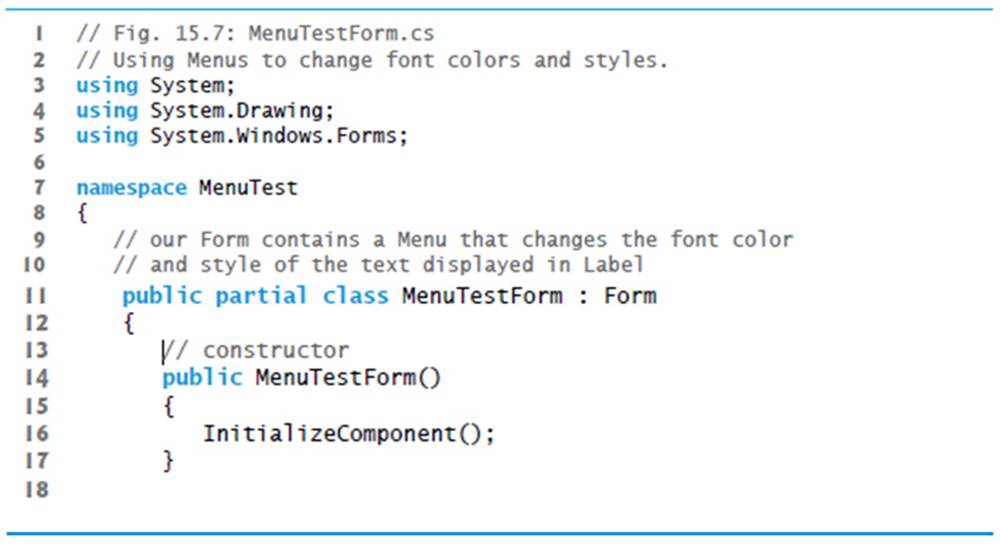 1 // Fig. 15.7: MenuTestForm.cs
2 // Using Menus to change font colors and styles.
3 using System;
4 using System.Drawing;
5 using System.Windows.Forms;
6
7 namespace MenuTest
8 {
9 // our Form contains a Menu that changes the font color
10 // and style of the text displayed in Label
11 public partial class MenuTestForm : Form
12 {
13 // constructor
14 public MenuTestForm()
15 {
16 InitializeComponent();
17 }
18